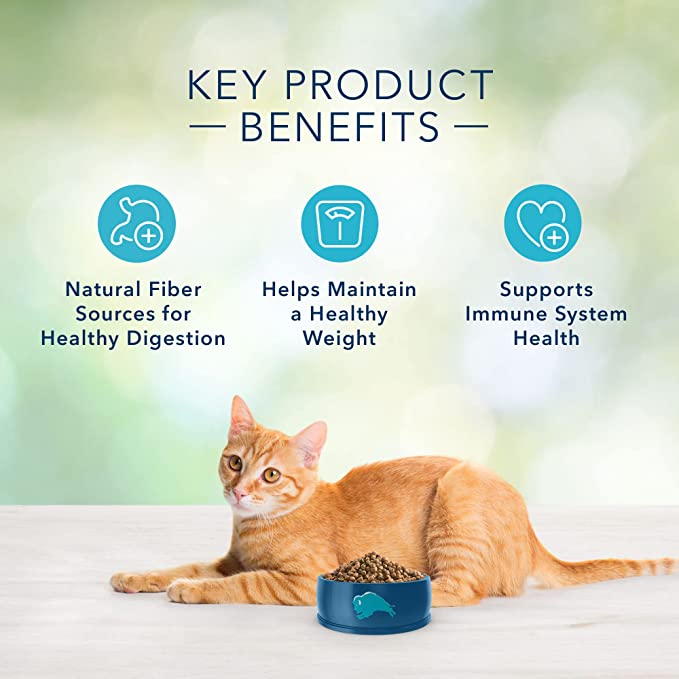 KEY PRODUCT
— BENEFITS —
Natural Fiber
Sources for
Healthy Digestion
Helps Maintain
a Healthy
Weight
Supports
Immune System
Health